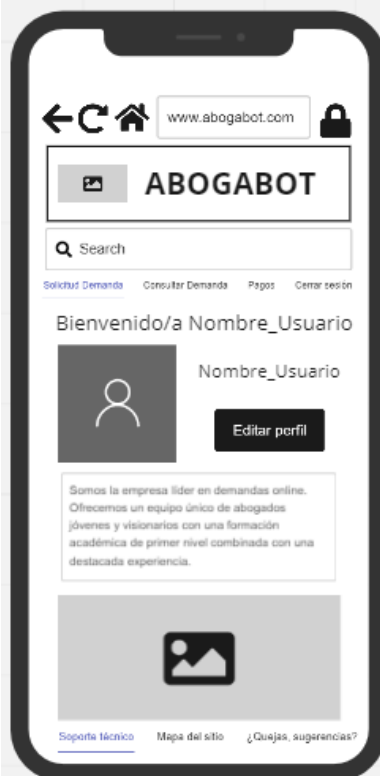 www.abogabot.com
ABOGABOT
Search
Solicitud Demanda Consultar Demanda Pagos Cerrar sesión
Bienvenido/a Nombre_Usuario
Nombre_Usuario
Editar perfil
Somos la empresa líder en demandas online.
Ofrecemos un equipo único de abogados
jóvenes y visionarios con una formación
académica de primer nivel combinada con una
destacada experiencia.
Soporte técnico Mapa del sitio ¿Quejas, sugerencias?